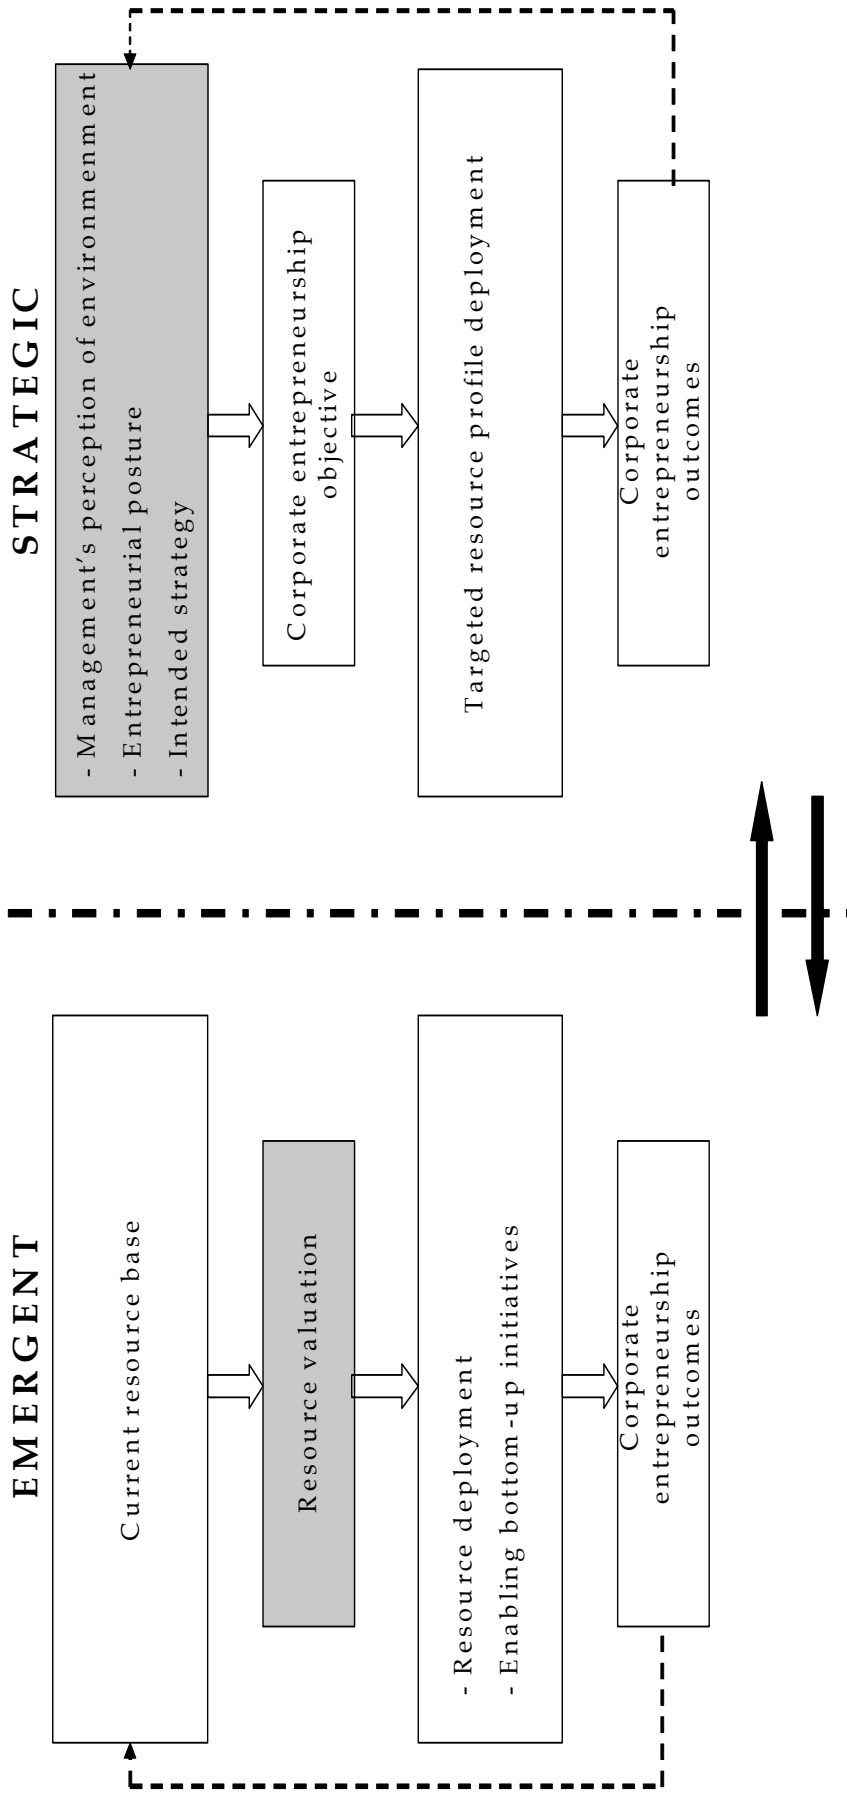 EMERGENT
Current resource base
Resource valuation
- Resource deployment
- Enabling bottom-up initiatives
Corporate
entrepreneurship
outcomes
STRATEGIC
- Management's perception of environmenment
- Entrepreneurial posture
- Intended strategy
Corporate entrepreneurship
objective
Targeted resource profile deployment
Corporate
entrepreneurship
outcomes